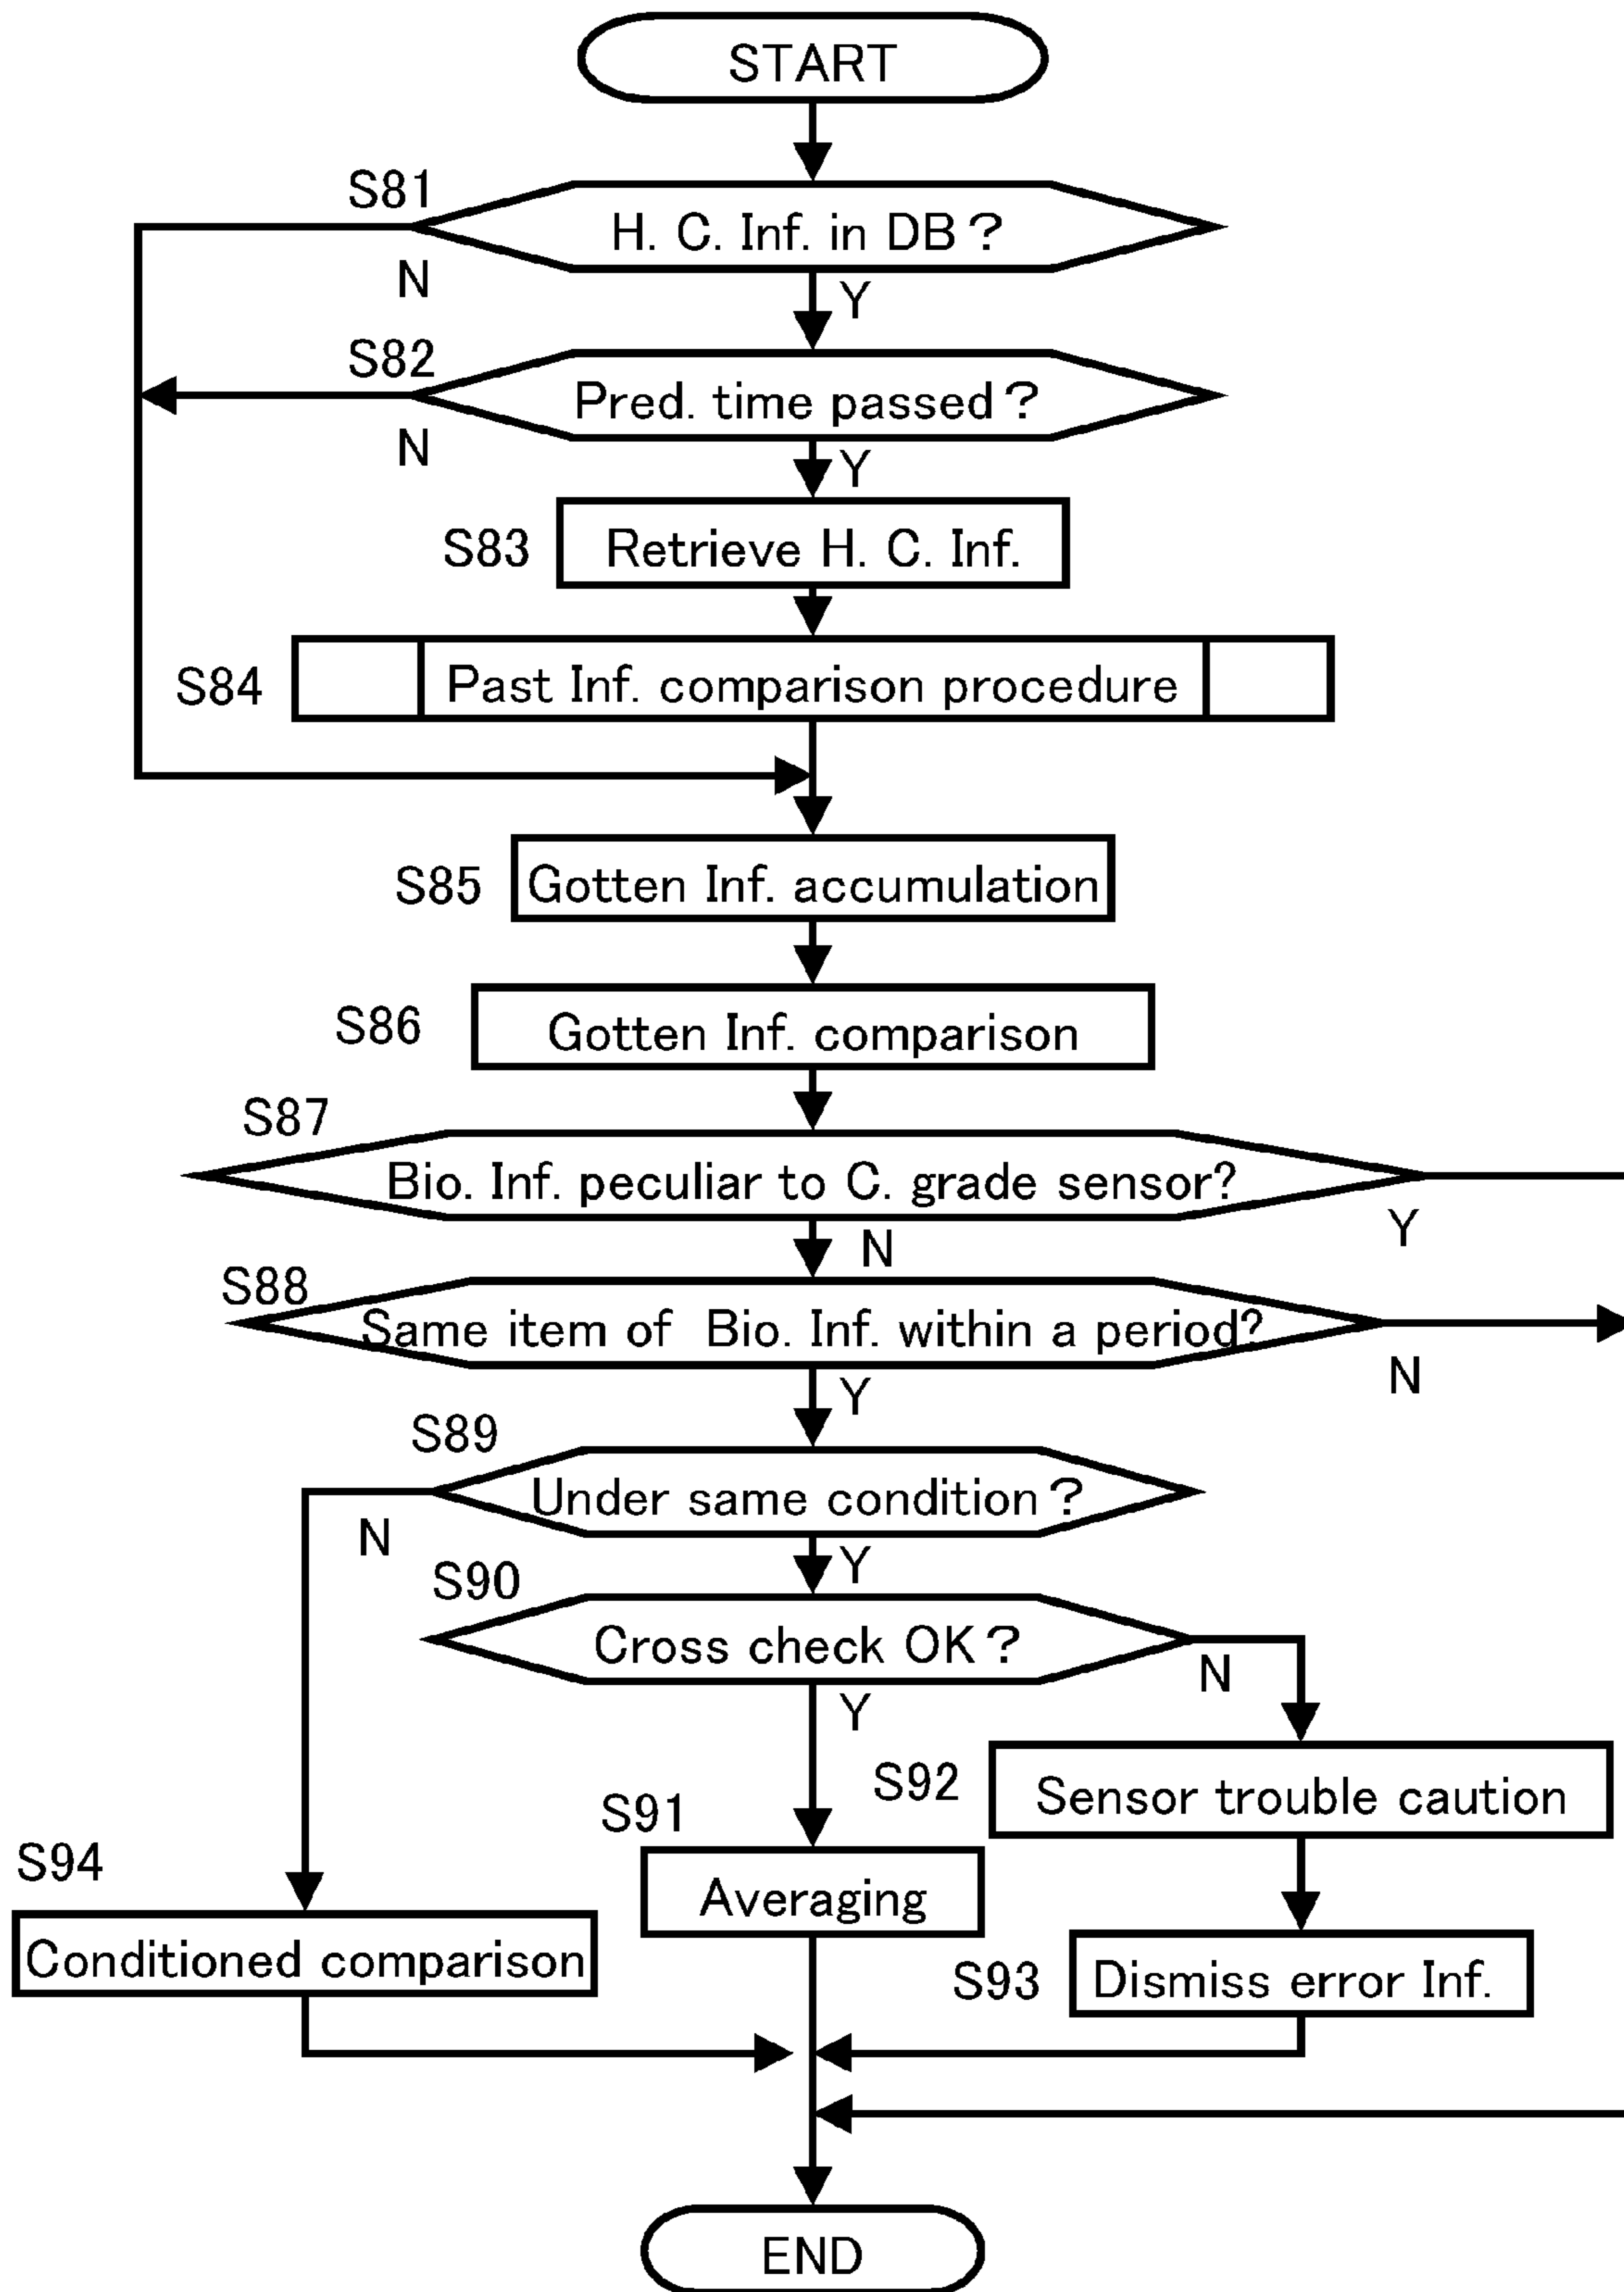 START
S81
H. C. Inf. in DB?
N
Y
S82
Pred. time passed?
N
Y
S83
Retrieve H. C. Inf.
S84
Past Inf. comparison procedure
S85
Gotten Inf. accumulation
S86
Gotten Inf. comparison
S87
Bio. Inf. peculiar to C. grade sensor?
Y
N
S88
Same item of Bio. Inf. within a period?
N
Y
S89
Under same condition?
N
Y
S90
Cross check OK?
N
Y
S92
Sensor trouble caution
S91
Averaging
S94
Conditioned comparison
S93
Dismiss error Inf.
END